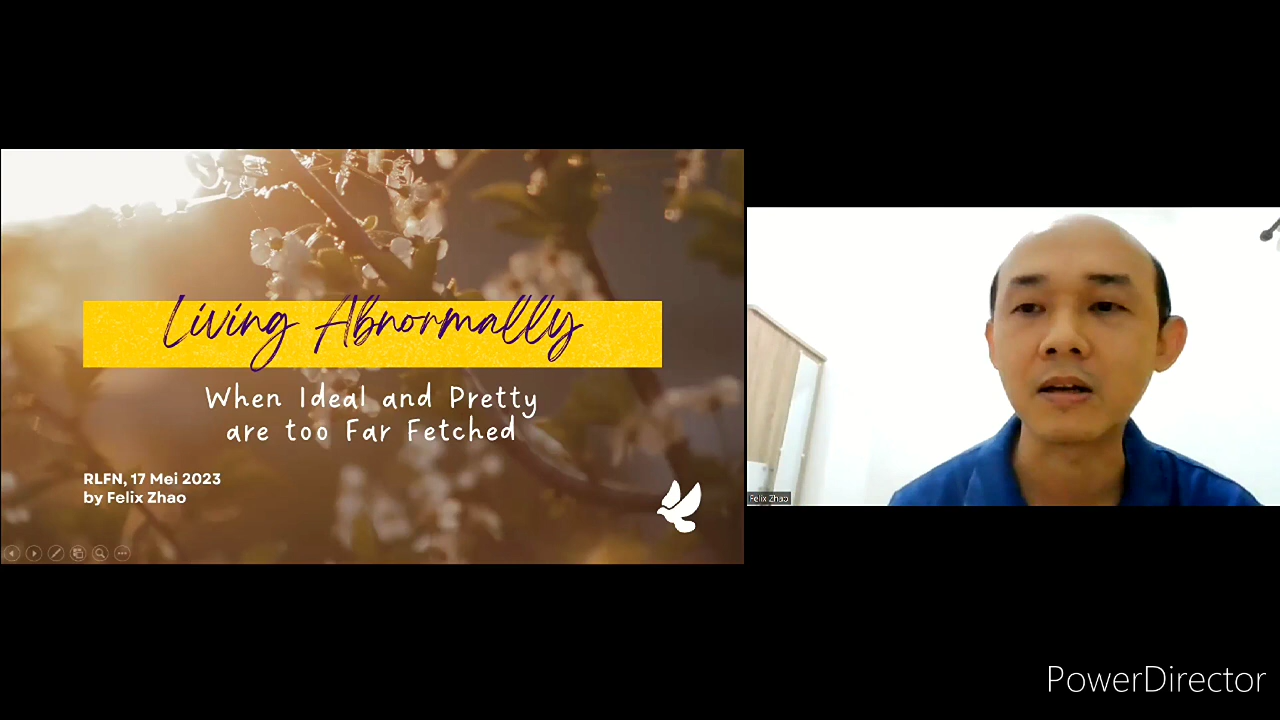 Living Abnormally
When Ideal and Pretty
are too Far Fetched
RLFN, 17 Mei 2023
by Felix Zhao
Felix Zhao
PowerDirector